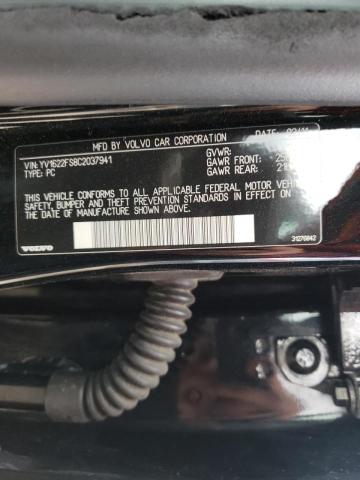 MFD BY VOLVO CAR CORPORATION DATE:
VIN: YV1622FS8C2037941 GVWR:
TYPE: PC GAWR FRONT:
GAWR REAR:
THIS VEHICLE CONFORMS TO ALL APPLICABLE FEDERAL MOTOR VEHICLE
SAFETY, BUMPER AND THEFT PREVENTION STANDARDS IN EFFECT ON
THE DATE OF MANUFACTURE SHOWN ABOVE.
VOLVO 31276842